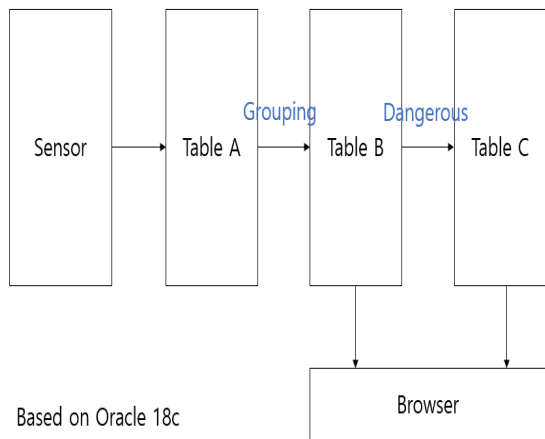 Grouping
Dangerous
Sensor
Table A
Table B
Table C
Browser
Based on Oracle 18c